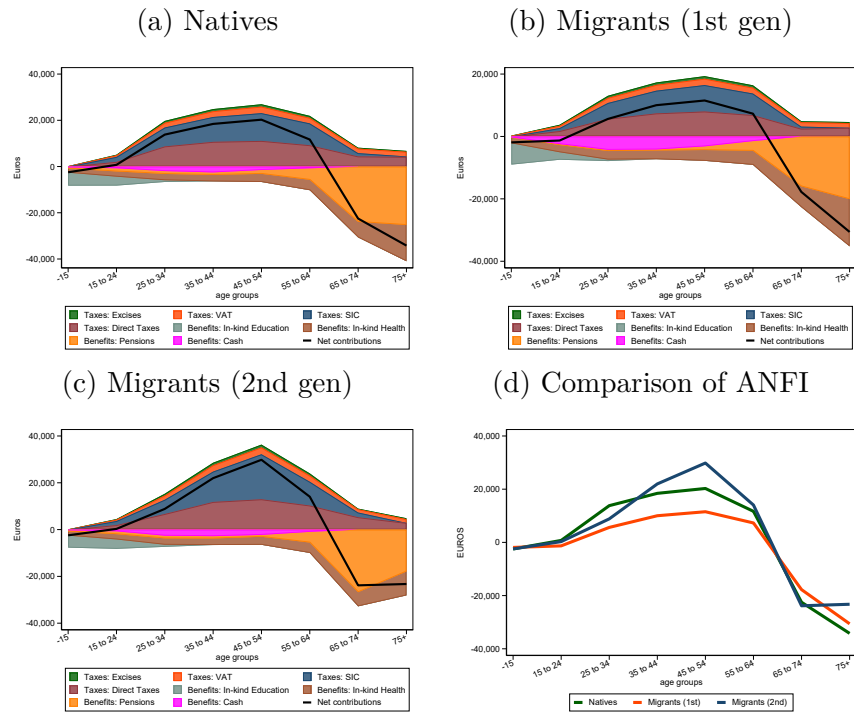 (a) Natives
40,000
20,000
0
-20,000
-40,000
Euros
-15
15 to 24
25 to 34
35 to 44
45 to 54
55 to 64
65 to 74
75+
age groups
Taxes: Excises
Taxes: VAT
Taxes: SIC
Taxes: Direct Taxes
Benefits: In-kind Education
Benefits: In-kind Health
Benefits: Pensions
Benefits: Cash
Net contributions
(b) Migrants (1st gen)
20,000
0
-20,000
-40,000
Euros
-15
15 to 24
25 to 34
35 to 44
45 to 54
55 to 64
65 to 74
75+
age groups
Taxes: Excises
Taxes: VAT
Taxes: SIC
Taxes: Direct Taxes
Benefits: In-kind Education
Benefits: In-kind Health
Benefits: Pensions
Benefits: Cash
Net contributions
(c) Migrants (2nd gen)
40,000
20,000
0
-20,000
-40,000
Euros
-15
15 to 24
25 to 34
35 to 44
45 to 54
55 to 64
65 to 74
75+
age groups
Taxes: Excises
Taxes: VAT
Taxes: SIC
Taxes: Direct Taxes
Benefits: In-kind Education
Benefits: In-kind Health
Benefits: Pensions
Benefits: Cash
Net contributions
(d) Comparison of ANFI
40,000
20,000
0
-20,000
-40,000
EUROS
-15
15 to 24
25 to 34
35 to 44
45 to 54
55 to 64
65 to 74
75+
age groups
Natives
Migrants (1st)
Migrants (2nd)